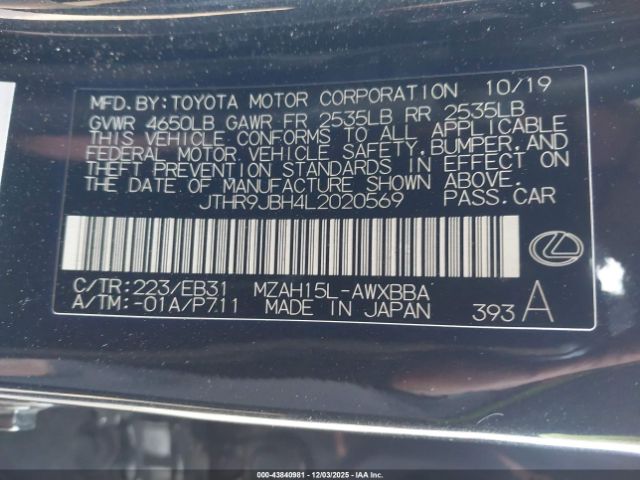 MFD. BY: TOYOTA MOTOR CORPORATION 10/19
GVWR 4650LB GAWR FR 2535LB RR 2535LB
THIS VEHICLE CONFORMS TO ALL APPLICABLE
FEDERAL MOTOR VEHICLE SAFETY, BUMPER, AND
THEFT PREVENTION STANDARDS IN EFFECT ON
THE DATE OF MANUFACTURE SHOWN ABOVE.
JTHR9JBH4L2020569 PASS. CAR
C/TR: 223/EB31 MZAH15L-AWXBBA
A/TM: -01A/P711 MADE IN JAPAN 393 A
000-43840981 - 12/03/2025 - IAAC